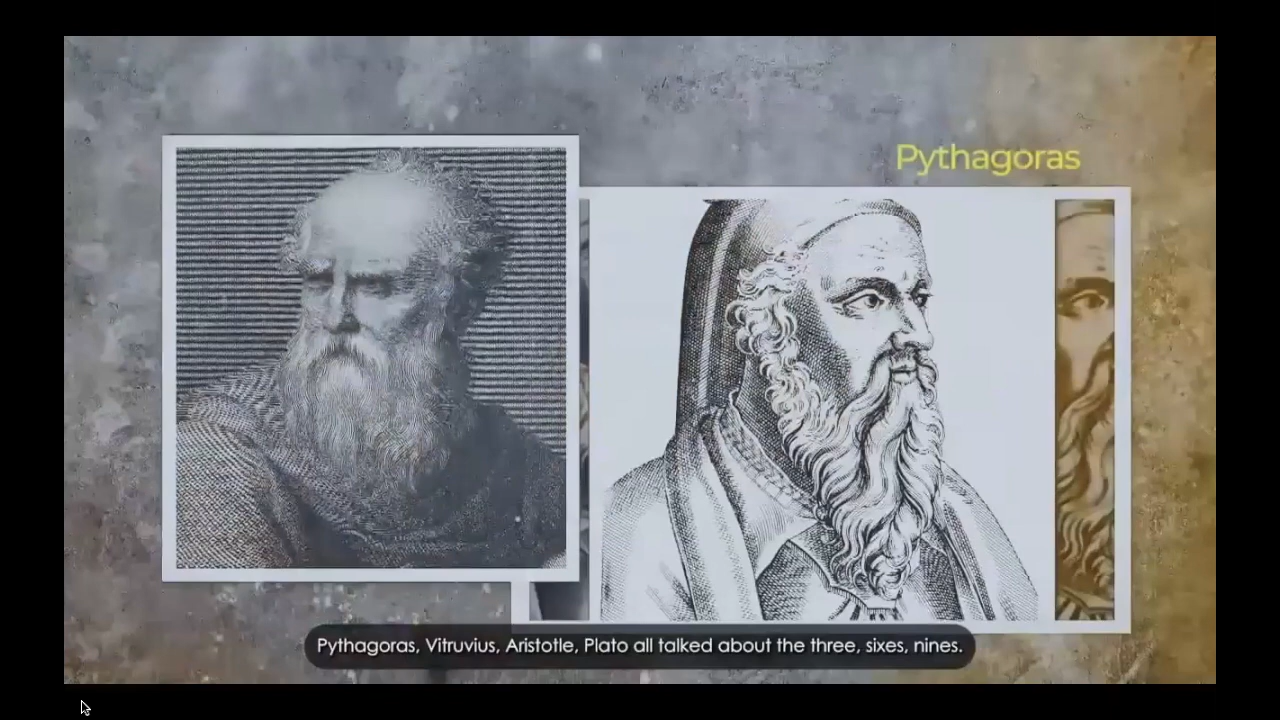 Pythagoras
Pythagoras, Vitruvius, Aristotle, Plato all talked about the three, sixes, nines.